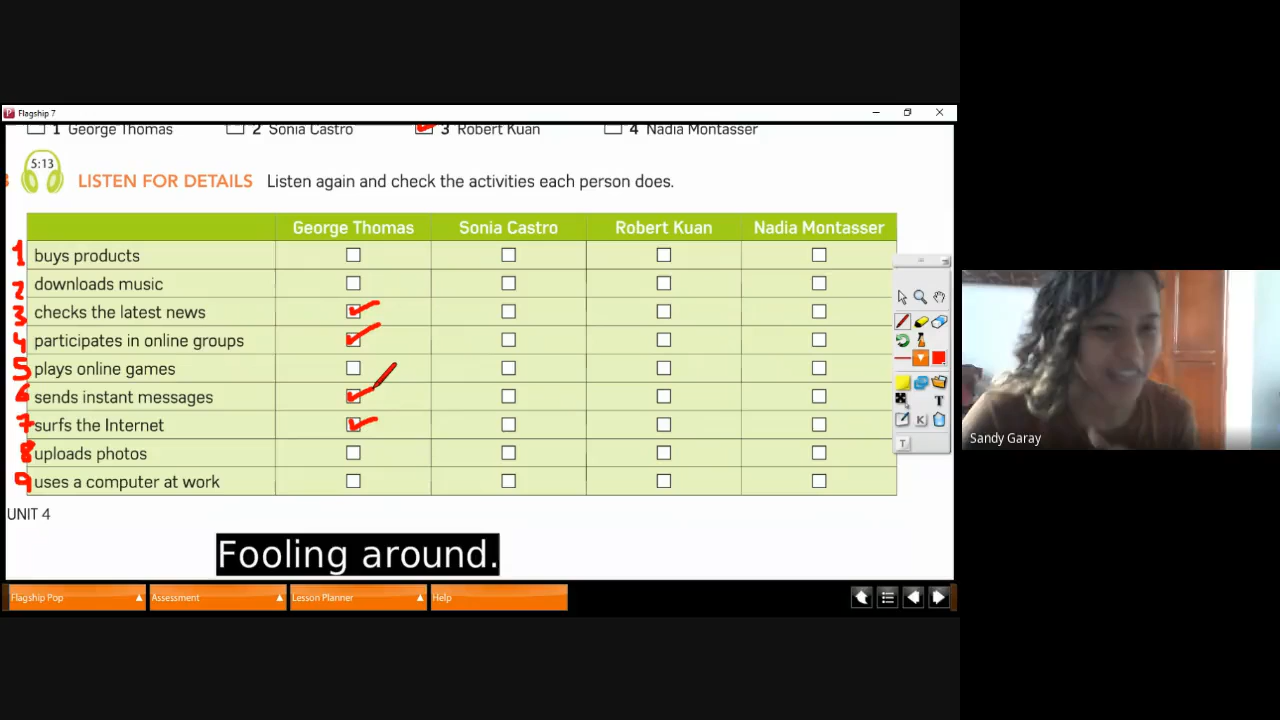 Flagship 7
1 George Thomas 2 Sonia Castro 3 Robert Kuan 4 Nadia Montasser
5:13
LISTEN FOR DETAILS Listen again and check the activities each person does.
George Thomas Sonia Castro Robert Kuan Nadia Montasser
1 buys products
2 downloads music
3 checks the latest news
4 participates in online groups
5 plays online games
6 sends instant messages
7 surfs the Internet
8 uploads photos
9 uses a computer at work
UNIT 4
Fooling around.
Flagship Pop Assessment Lesson Planner Help
Sandy Garay
T
K
T